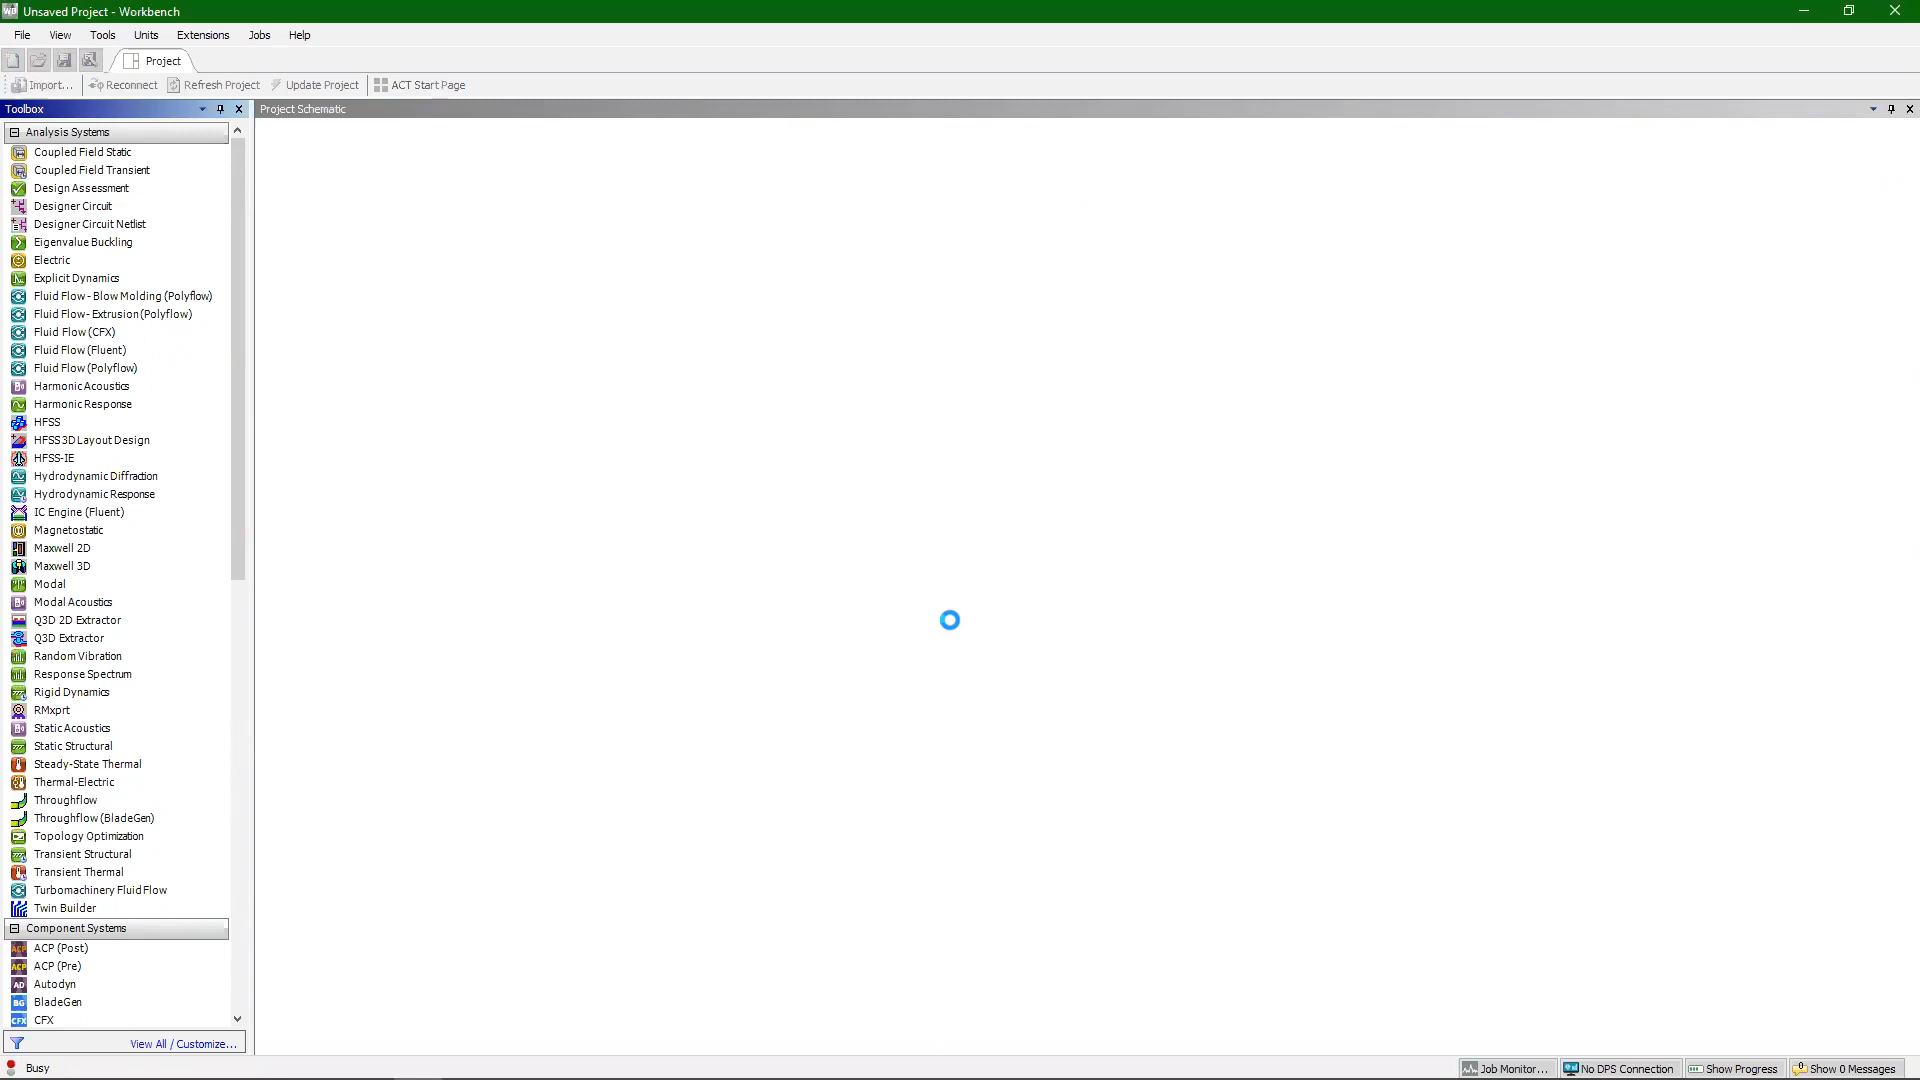 Unsaved Project - Workbench
File View Tools Units Extensions Jobs Help
Project
Import... Reconnect Refresh Project Update Project ACT Start Page
Toolbox
Project Schematic
Analysis Systems
Coupled Field Static
Coupled Field Transient
Design Assessment
Designer Circuit
Designer Circuit Netlist
Eigenvalue Buckling
Electric
Explicit Dynamics
Fluid Flow - Blow Molding (Polyflow)
Fluid Flow- Extrusion (Polyflow)
Fluid Flow (CFX)
Fluid Flow (Fluent)
Fluid Flow (Polyflow)
Harmonic Acoustics
Harmonic Response
HFSS
HFSS 3D Layout Design
HFSS-IE
Hydrodynamic Diffraction
Hydrodynamic Response
IC Engine (Fluent)
Magnetostatic
Maxwell 2D
Maxwell 3D
Modal
Modal Acoustics
Q3D 2D Extractor
Q3D Extractor
Random Vibration
Response Spectrum
Rigid Dynamics
RMxprt
Static Acoustics
Static Structural
Steady-State Thermal
Thermal-Electric
Throughflow
Throughflow (BladeGen)
Topology Optimization
Transient Structural
Transient Thermal
Turbomachinery Fluid Flow
Twin Builder
Component Systems
ACP (Post)
ACP (Pre)
Autodyn
BladeGen
CFX
View All / Customize...
Busy
Job Monitor... No DPS Connection Show Progress Show 0 Messages